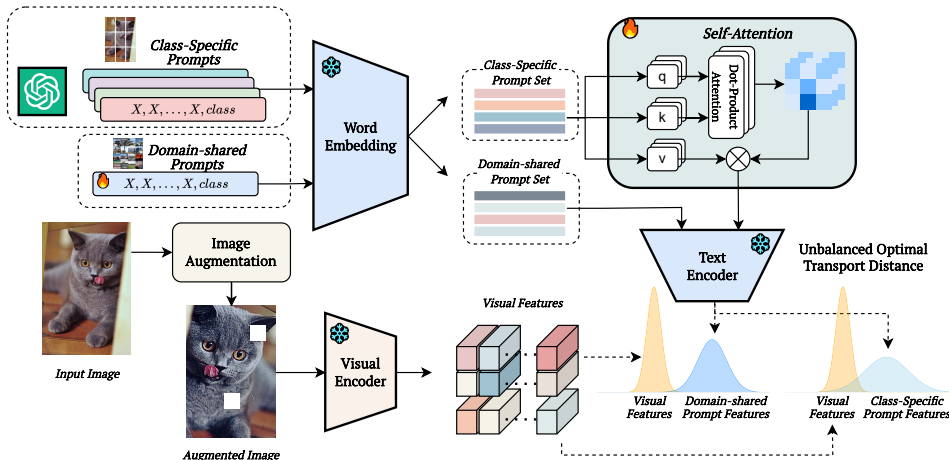 Class-Specific
Prompts
X, X, . . . , X, class
Domain-shared
Prompts
X, X, . . . , X, class
Word
Embedding
Class-Specific
Prompt Set
Domain-shared
Prompt Set
Self-Attention
q
k
v
Dot-Product
Attention
Text
Encoder
Unbalanced Optimal
Transport Distance
Image
Augmentation
Input Image
Augmented Image
Visual
Encoder
Visual Features
Visual
Features
Domain-shared
Prompt Features
Visual
Features
Class-Specific
Prompt Features